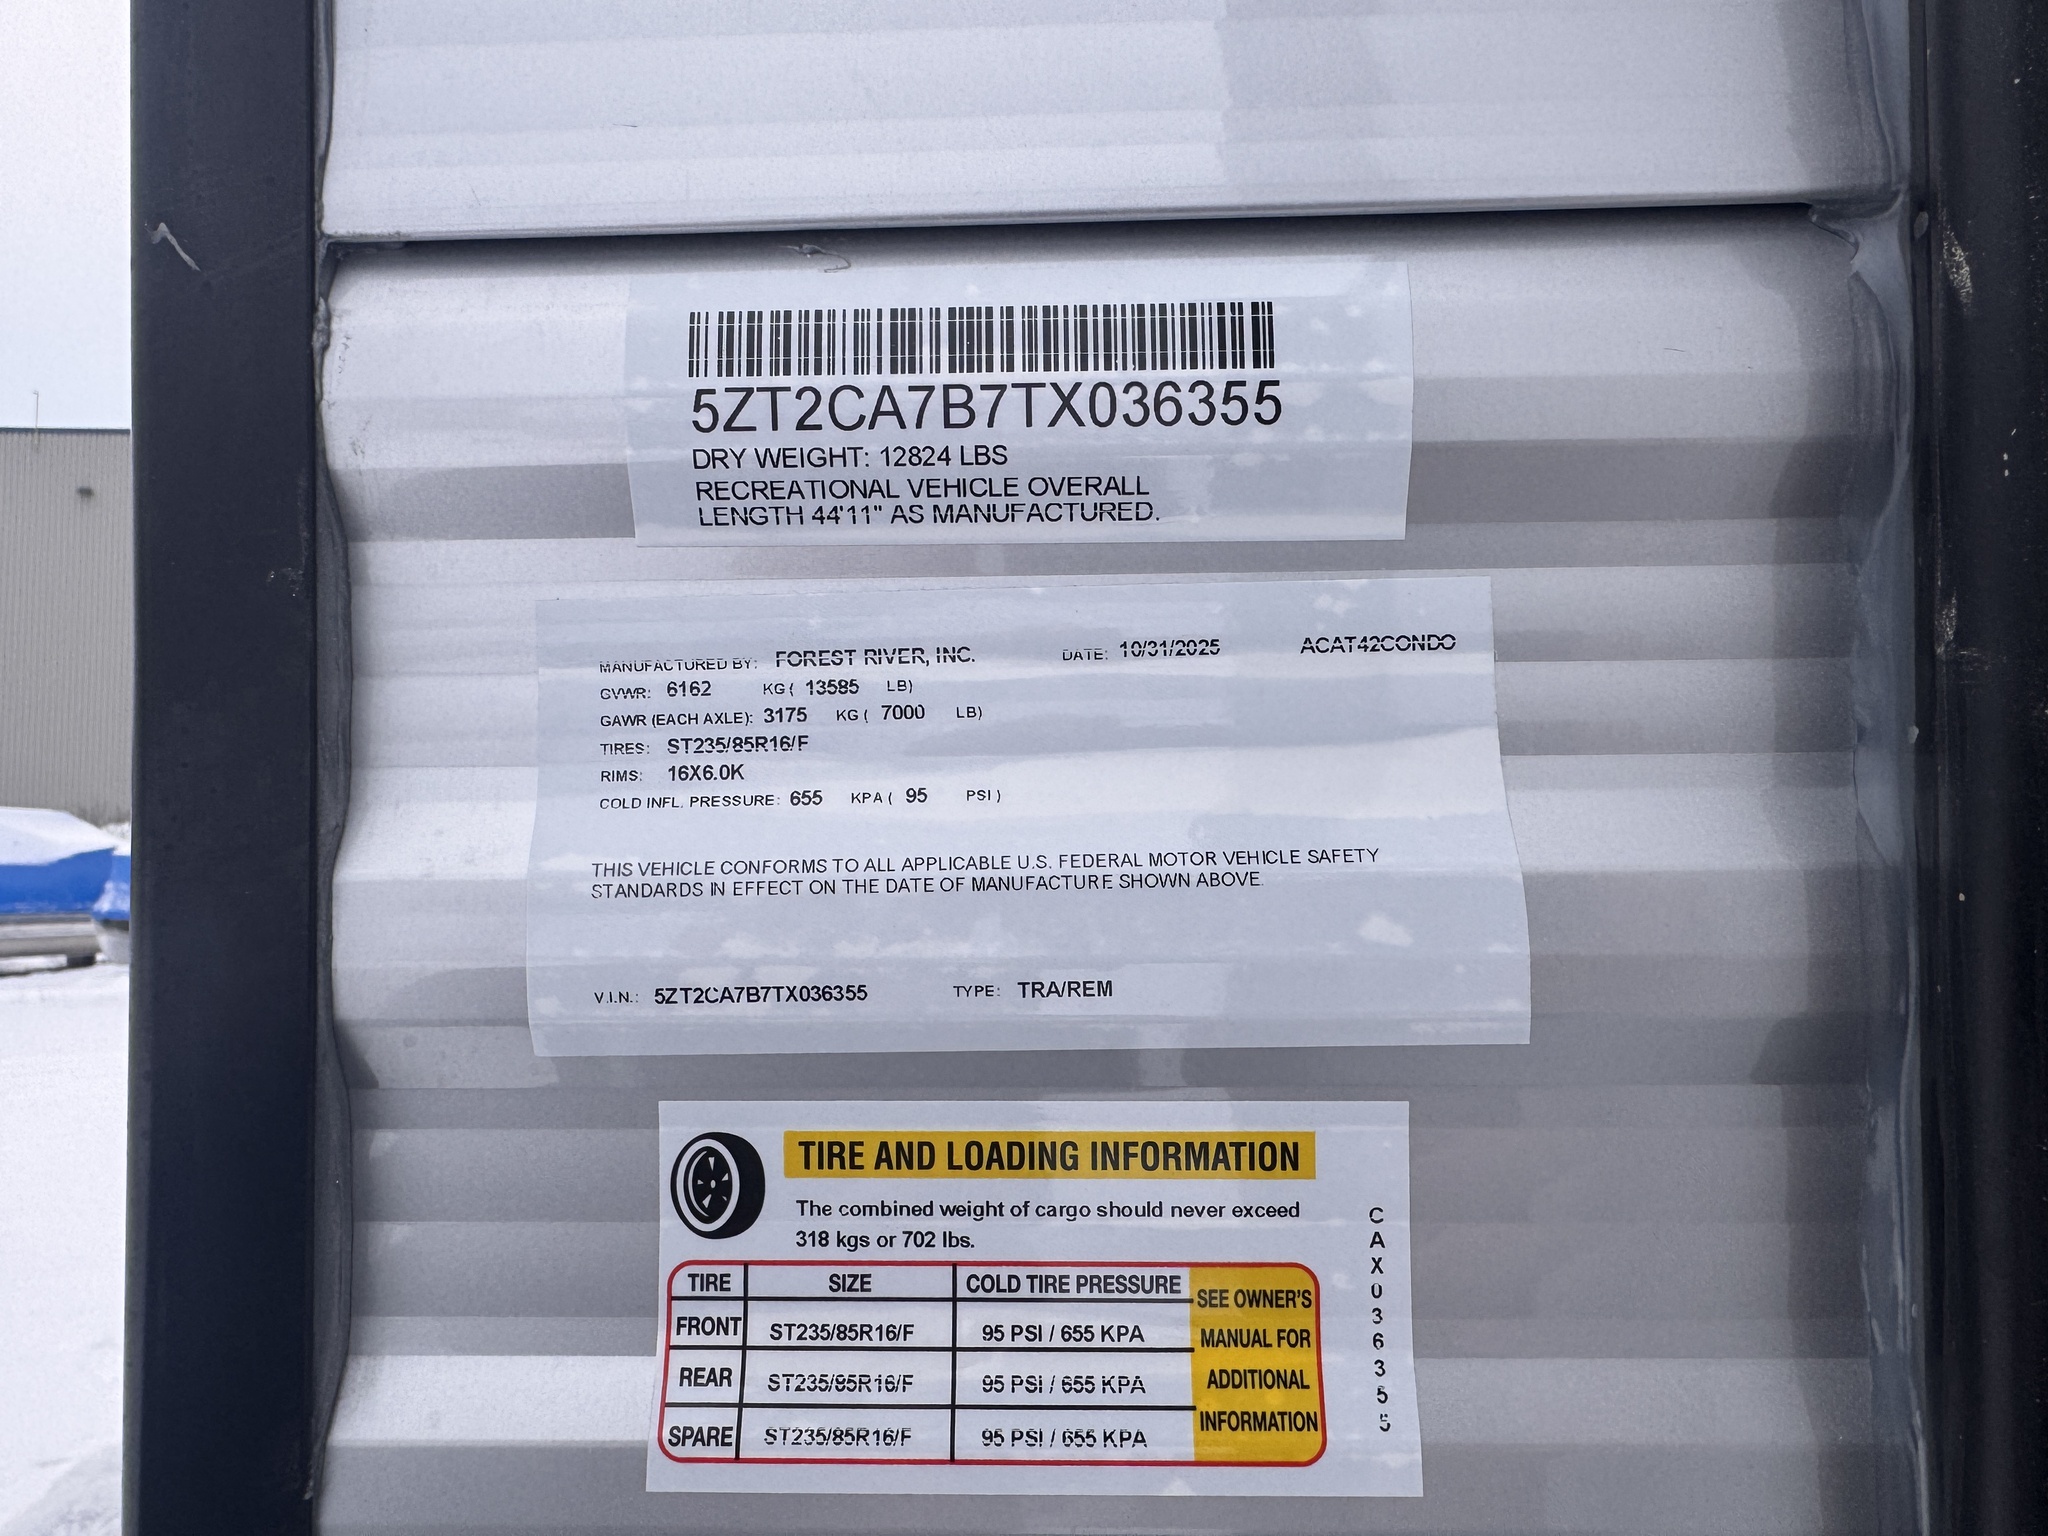 5ZT2CA7B7TX036355
DRY WEIGHT: 12824 LBS
RECREATIONAL VEHICLE OVERALL
LENGTH 44'11" AS MANUFACTURED.
MANUFACTURED BY: FOREST RIVER, INC. DATE: 10/31/2025 ACAT42CONDO
GVWR: 6162 KG ( 13585 LB)
GAWR (EACH AXLE): 3175 KG ( 7000 LB)
TIRES: ST235/85R16/F
RIMS: 16X6.0K
COLD INFL. PRESSURE: 655 KPA ( 95 PSI )
THIS VEHICLE CONFORMS TO ALL APPLICABLE U.S. FEDERAL MOTOR VEHICLE SAFETY
STANDARDS IN EFFECT ON THE DATE OF MANUFACTURE SHOWN ABOVE.
V.I.N.: 5ZT2CA7B7TX036355 TYPE: TRA/REM
TIRE AND LOADING INFORMATION
The combined weight of cargo should never exceed
318 kgs or 702 lbs.
TIRE SIZE COLD TIRE PRESSURE
FRONT ST235/85R16/F 95 PSI / 655 KPA
REAR ST235/85R16/F 95 PSI / 655 KPA
SPARE ST235/85R16/F 95 PSI / 655 KPA
SEE OWNER'S
MANUAL FOR
ADDITIONAL
INFORMATION
CAX036355